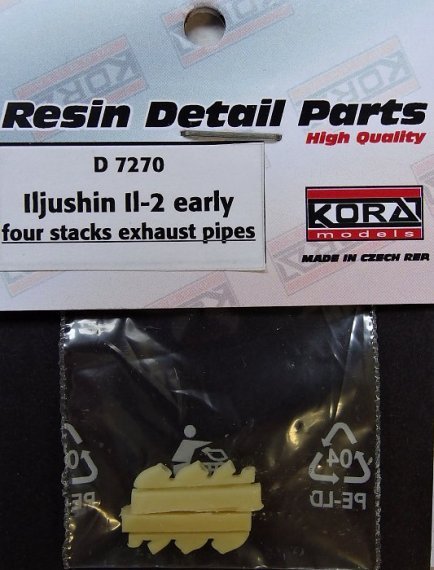 Resin Detail Parts
High Quality
D 7270
Iljushin Il-2 early
four stacks exhaust pipes
KORA
models
MADE IN CZECH REP.
04
PE-LD
04
PE-LD